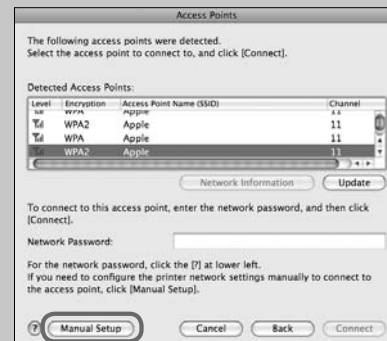 Access Points
The following access points were detected.
Select the access point to connect to, and click [Connect].
Detected Access Points:
Level Encryption Access Point Name (SSID) Channel
WPA Apple 11
WPA2 Apple 11
WPA Apple 11
WPA2 Apple 11
Network Information Update
To connect to this access point, enter the network password, and then click
[Connect].
Network Password:
For the network password, click the [?] at lower left.
If you need to configure the printer network settings manually to connect to
the access point, click [Manual Setup].
? Manual Setup Cancel Back Connect